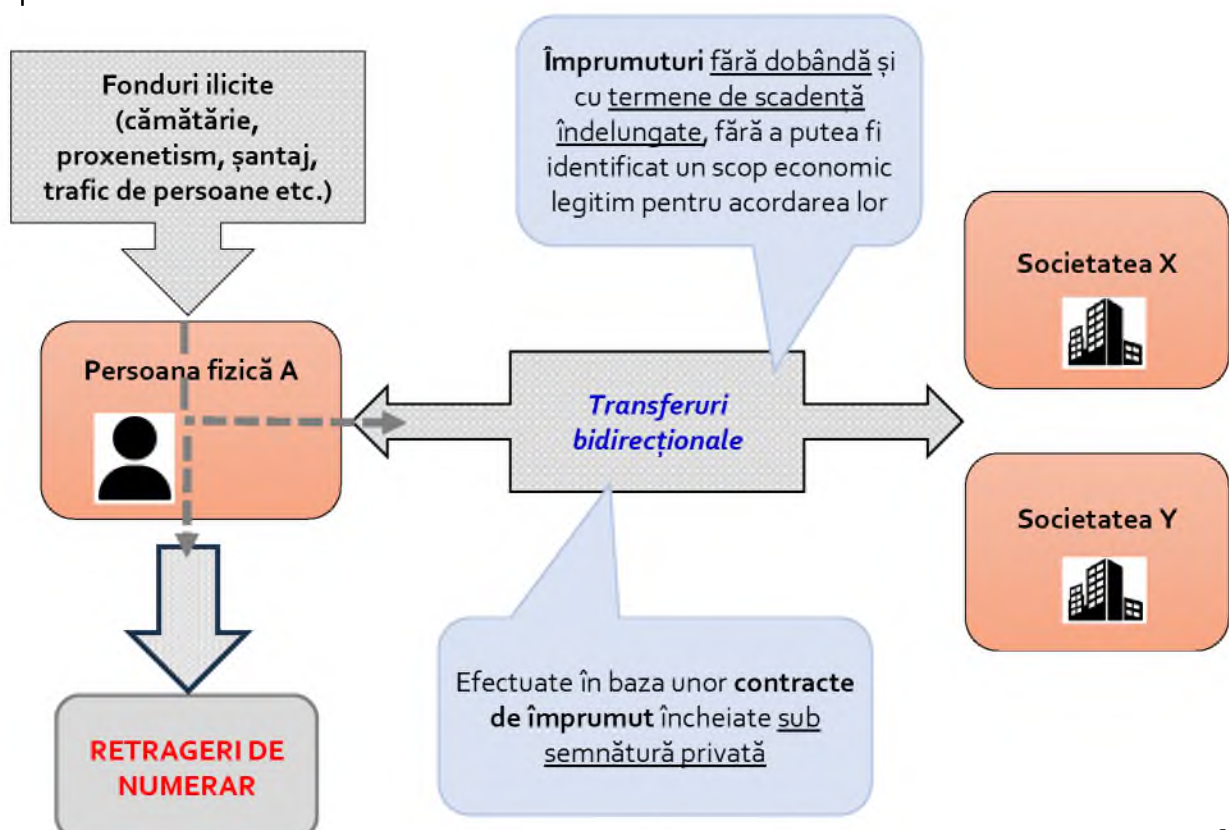 Fonduri ilicite
(cămătărie,
proxenetism, șantaj,
trafic de persoane etc.)
Împrumuturi fără dobândă și
cu termene de scadență
îndelungate, fără a putea fi
identificat un scop economic
legitim pentru acordarea lor
Persoana fizică A
Transferuri
bidirecționale
Societatea X
Societatea Y
Efectuate în baza unor contracte
de împrumut încheiate sub
semnătură privată
RETRAGERI DE
NUMERAR